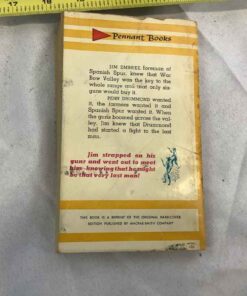 Pennant Books
JIM EMBREE, foreman of
Spanish Spur, knew that War
Bow Valley was the key to the
whole range and that only six-
guns would buy it.
PONY DRUMMOND wanted
it, the farmers wanted it and
Spanish Spur wanted it. When
the guns boomed across the val-
ley, Jim knew that Drummond
had started a fight to the last
man.
Jim strapped on his
guns and went out to meet
him knowing that he might
be that very last man!
THIS BOOK IS A REPRINT OF THE ORIGINAL HARDCOVER
EDITION PUBLISHED BY MACRAE-SMITH COMPANY